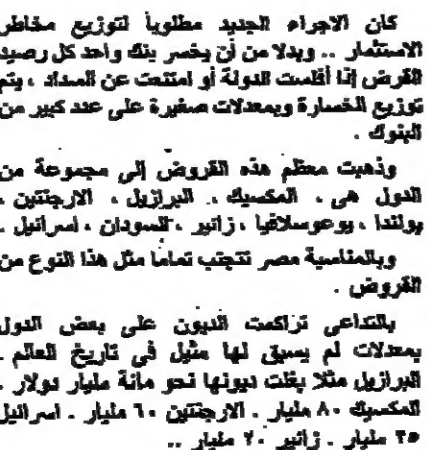 كان الاجراء الجديد مطلوباً لتوزيع مخاطر
الاستثمار .. وبدلا من أن يخسر بنك واحد كل رصيد
القرض إذا أفلست الدولة أو امتنعت عن السداد ، يتم
توزيع الخسارة وبمعدلات صغيرة على عدد كبير من
البنوك .
وذهبت معظم هذه القروض إلى مجموعة من
الدول هى ، المكسيك ، البرازيل ، الارجنتين ،
بولندا ، يوعوسلافيا ، زائير ، السودان ، اسرائيل .
وبالمناسبة مصر تتجنب تماما مثل هذا النوع من
القروض .
بالتداعى تراكمت الديون على بعض الدول
بمعدلات لم يسبق لها مثيل فى تاريخ العالم .
البرازيل مثلا بلغت ديونها نحو مائة مليار دولار .
المكسيك ٨٠ مليار . الارجنتين ٦٠ مليار . اسرائيل
٢٥ مليار . زائير ٢٠ مليار ..